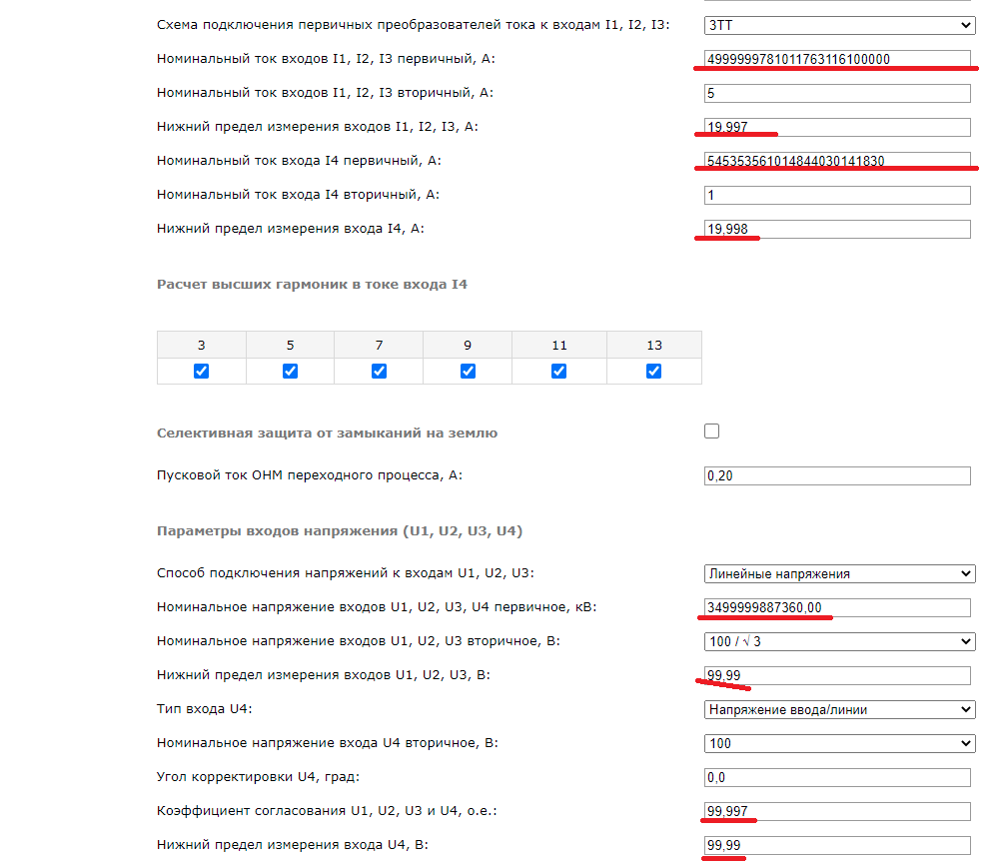 Схема подключения первичных преобразователей тока к входам I1, I2, I3: 3ТТ
Номинальный ток входов I1, I2, I3 первичный, А: 4999999781011763116100000
Номинальный ток входов I1, I2, I3 вторичный, А: 5
Нижний предел измерения входов I1, I2, I3, А: 19,997
Номинальный ток входа I4 первичный, А: 545353561014844030141830
Номинальный ток входа I4 вторичный, А: 1
Нижний предел измерения входа I4, А: 19,998
Расчет высших гармоник в токе входа I4
3 5 7 9 11 13
Селективная защита от замыканий на землю
Пусковой ток ОНМ переходного процесса, А: 0,20
Параметры входов напряжения (U1, U2, U3, U4)
Способ подключения напряжений к входам U1, U2, U3: Линейные напряжения
Номинальное напряжение входов U1, U2, U3, U4 первичное, кВ: 3499999887360,00
Номинальное напряжение входов U1, U2, U3 вторичное, В: 100 / √ 3
Нижний предел измерения входов U1, U2, U3, В: 99,99
Тип входа U4: Напряжение ввода/линии
Номинальное напряжение входа U4 вторичное, В: 100
Угол корректировки U4, град: 0,0
Коэффициент согласования U1, U2, U3 и U4, о.е.: 99,997
Нижний предел измерения входа U4, В: 99,99